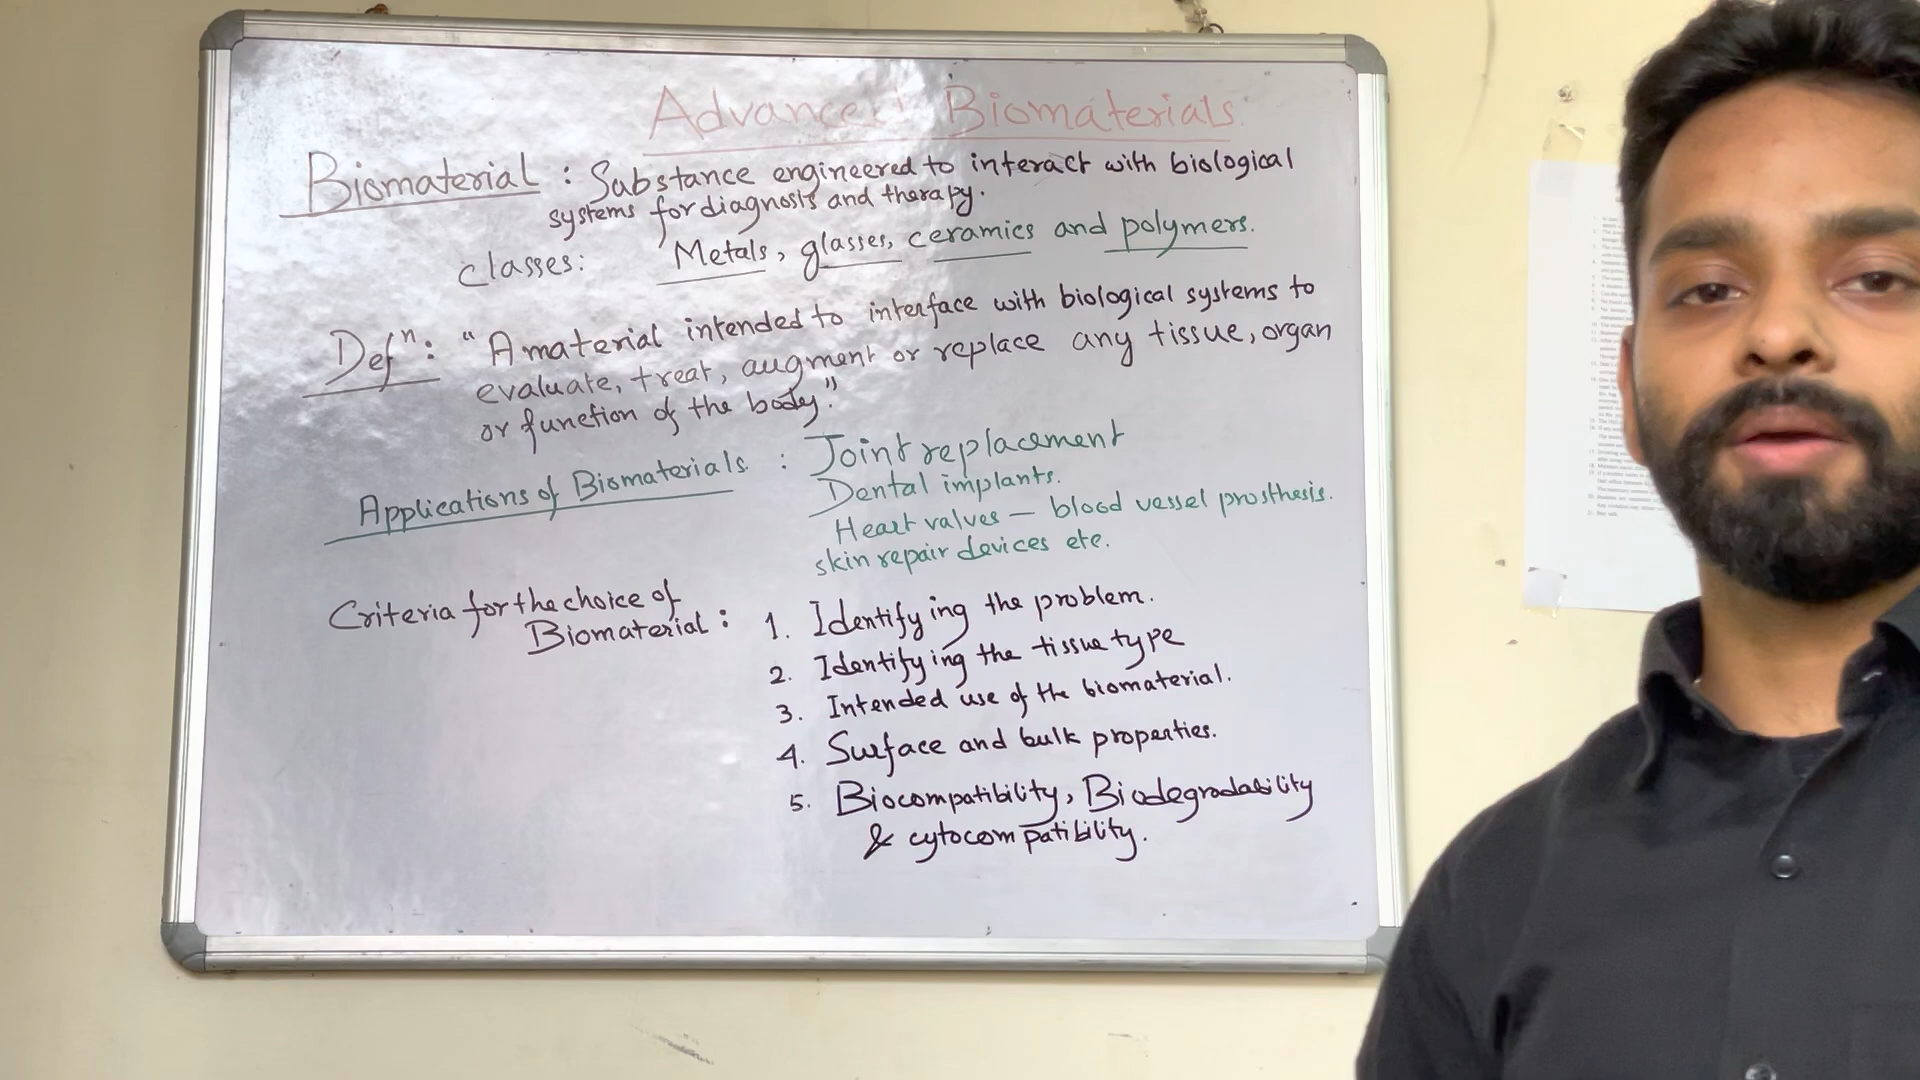 Advanced Biomaterials.
Biomaterial : Substance engineered to interact with biological
systems for diagnosis and therapy.
classes: Metals, glasses, ceramics and polymers.
Defⁿ: "A material intended to interface with biological systems to
evaluate, treat, augment or replace any tissue, organ
or function of the body."
Applications of Biomaterials : Joint replacement
Dental implants.
Heart valves — blood vessel prosthesis.
skin repair devices etc.
Criteria for the choice of
Biomaterial :
1. Identifying the problem.
2. Identifying the tissue type
3. Intended use of the biomaterial.
4. Surface and bulk properties.
5. Biocompatibility, Biodegradability
& cytocompatibility.